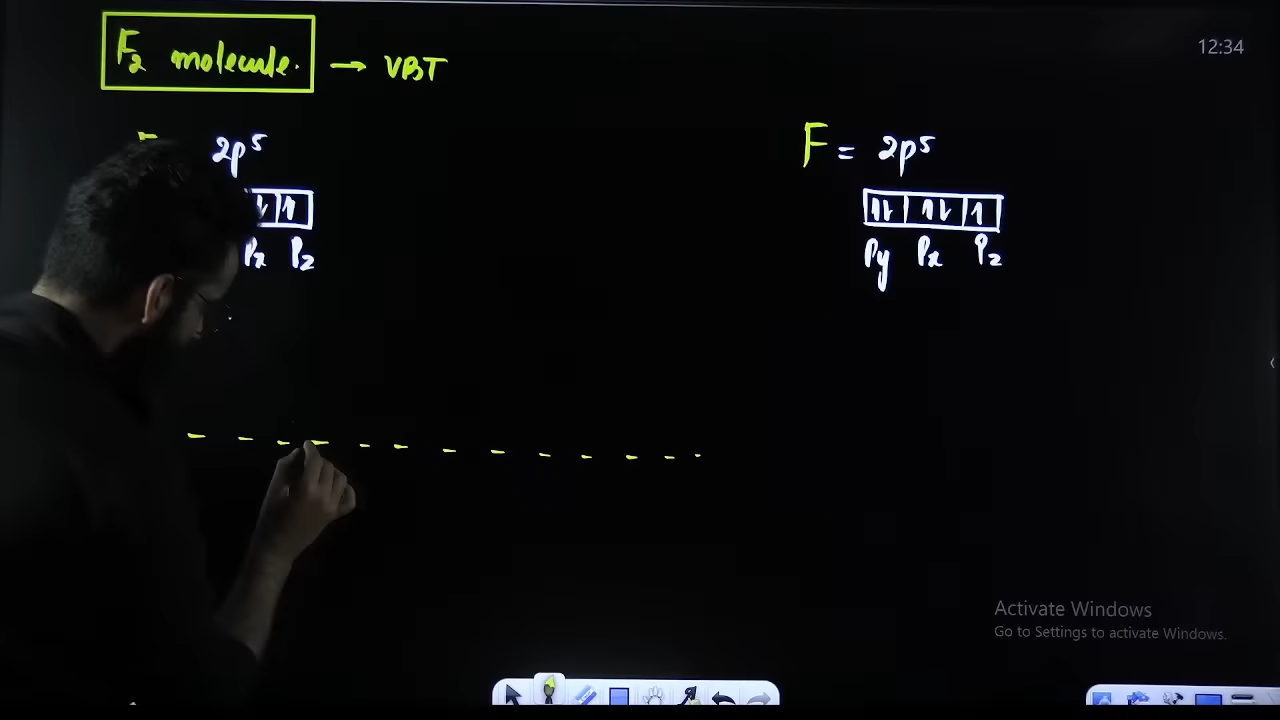 F2 molecule. → VBT
12:34
2p⁵
F = 2p⁵
Px Pz
Py Px Pz
Activate Windows
Go to Settings to activate Windows.